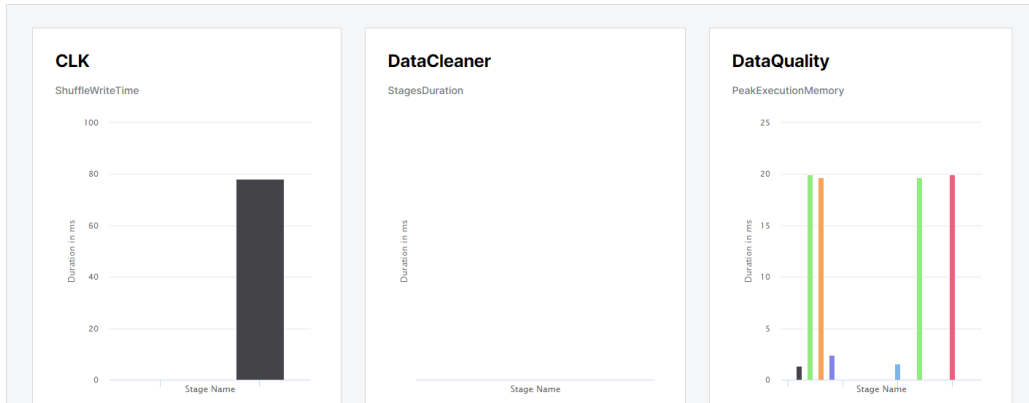 CLK
ShuffleWriteTime
100
80
60
40
20
0
Duration in ms
Stage Name
DataCleaner
StagesDuration
Duration in ms
Stage Name
DataQuality
PeakExecutionMemory
25
20
15
10
5
0
Duration in ms
Stage Name